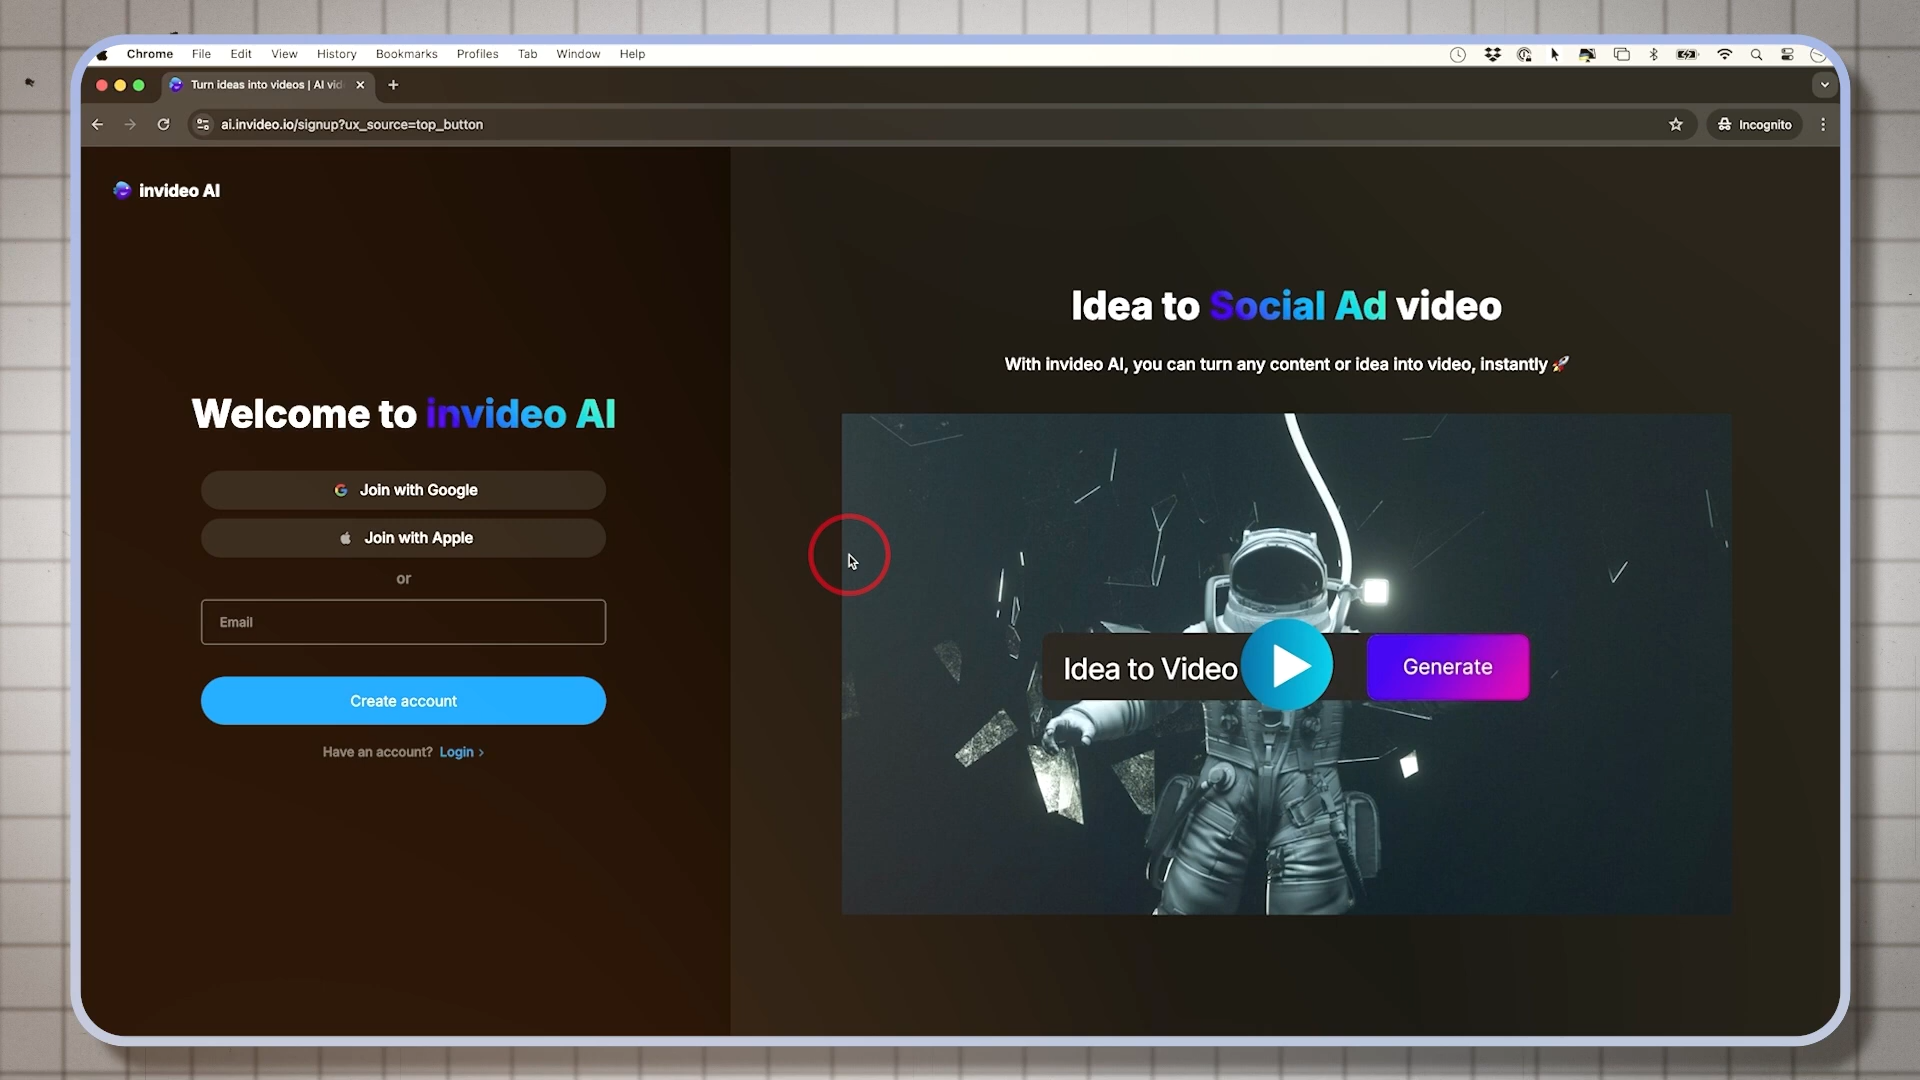 Chrome File Edit View History Bookmarks Profiles Tab Window Help
Turn ideas into videos | AI vid
ai.invideo.io/signup?ux_source=top_button
Incognito
invideo AI
Welcome to invideo AI
Join with Google
Join with Apple
or
Email
Create account
Have an account? Login >
Idea to Social Ad video
With invideo AI, you can turn any content or idea into video, instantly 🚀
Idea to Video
Generate